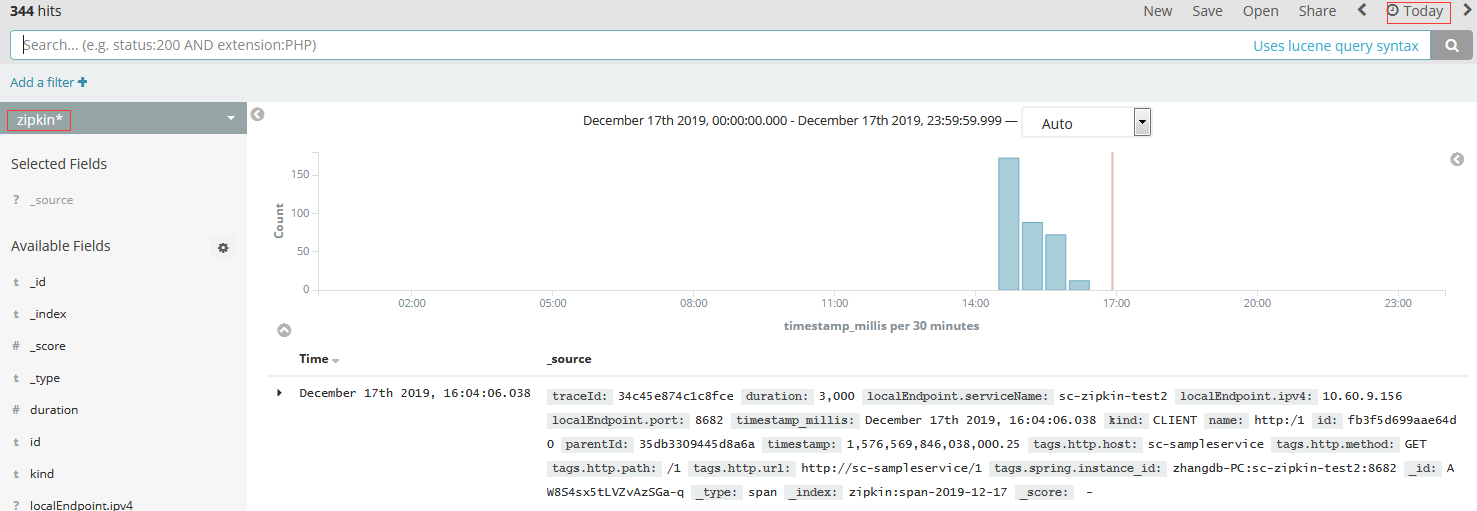 344 hits
New Save Open Share Today
Search... (e.g. status:200 AND extension:PHP) Uses lucene query syntax
Add a filter
zipkin*
December 17th 2019, 00:00:00.000 - December 17th 2019, 23:59:59.999 — Auto
Selected Fields
? _source
Available Fields
t _id
t _index
# _score
t _type
# duration
t id
t kind
? localEndpoint.ipv4
Count
150
100
50
0
02:00 05:00 08:00 11:00 14:00 17:00 20:00 23:00
timestamp_millis per 30 minutes
Time _source
December 17th 2019, 16:04:06.038 traceId: 34c45e874c1c8fce duration: 3,000 localEndpoint.serviceName: sc-zipkin-test2 localEndpoint.ipv4: 10.60.9.156
localEndpoint.port: 8682 timestamp_millis: December 17th 2019, 16:04:06.038 kind: CLIENT name: http:/1 id: fb3f5d699aae64d
0 parentId: 35db3309445d8a6a timestamp: 1,576,569,846,038,000.25 tags.http.host: sc-sampleservice tags.http.method: GET
tags.http.path: /1 tags.http.url: http://sc-sampleservice/1 tags.spring.instance_id: zhangdb-PC:sc-zipkin-test2:8682 _id: A
W8S4sx5tLVZvAzSGa-q _type: span _index: zipkin:span-2019-12-17 _score: -